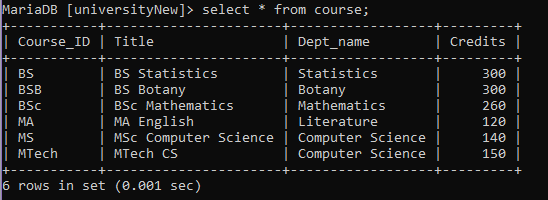 MariaDB [universityNew]> select * from course;
+-----------+----------------------+------------------+---------+
| Course_ID | Title                | Dept_name        | Credits |
+-----------+----------------------+------------------+---------+
| BS        | BS Statistics        | Statistics       |     300 |
| BSB       | BS Botany            | Botany           |     300 |
| BSc       | BSc Mathematics      | Mathematics      |     260 |
| MA        | MA English           | Literature       |     120 |
| MS        | MSc Computer Science | Computer Science |     140 |
| MTech     | MTech CS             | Computer Science |     150 |
+-----------+----------------------+------------------+---------+
6 rows in set (0.001 sec)